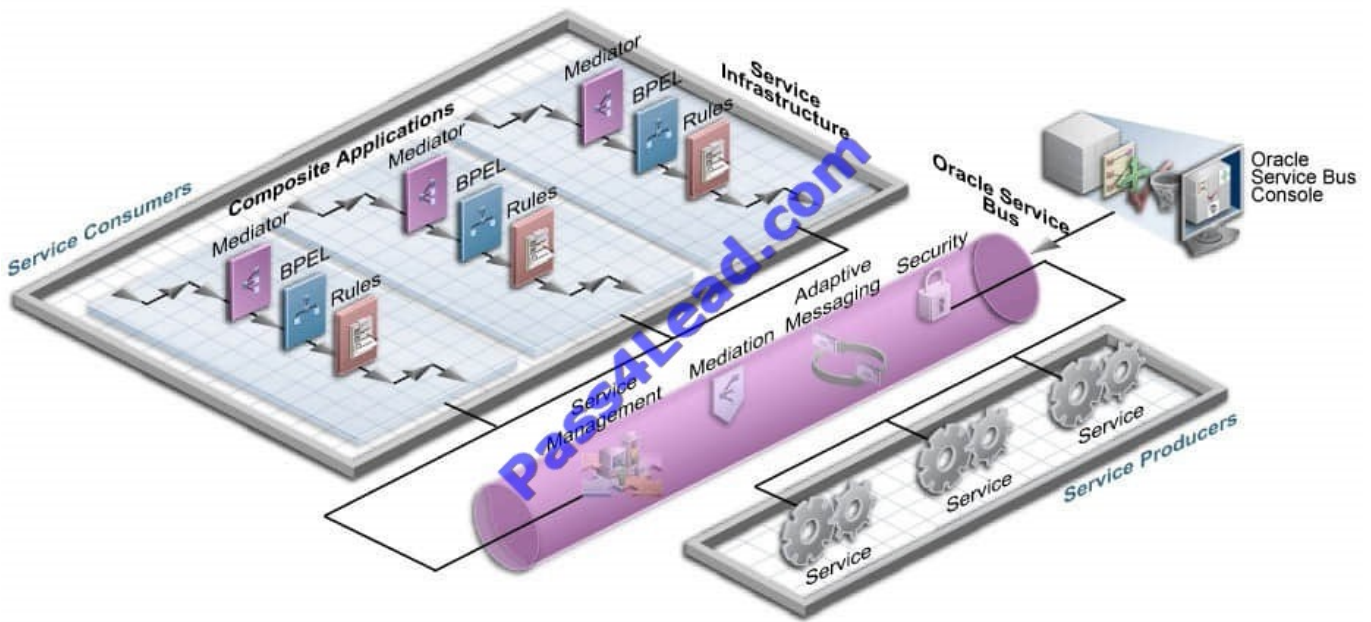 Service Consumers
Composite Applications
Service
Infrastructure
Mediator
BPEL
Rules
Mediator
BPEL
Rules
Mediator
BPEL
Rules
Oracle Service
Bus
Oracle
Service Bus
Console
Service
Management
Mediation
Adaptive
Messaging
Security
Service
Service
Service
Service Producers
Pass4Lead.com